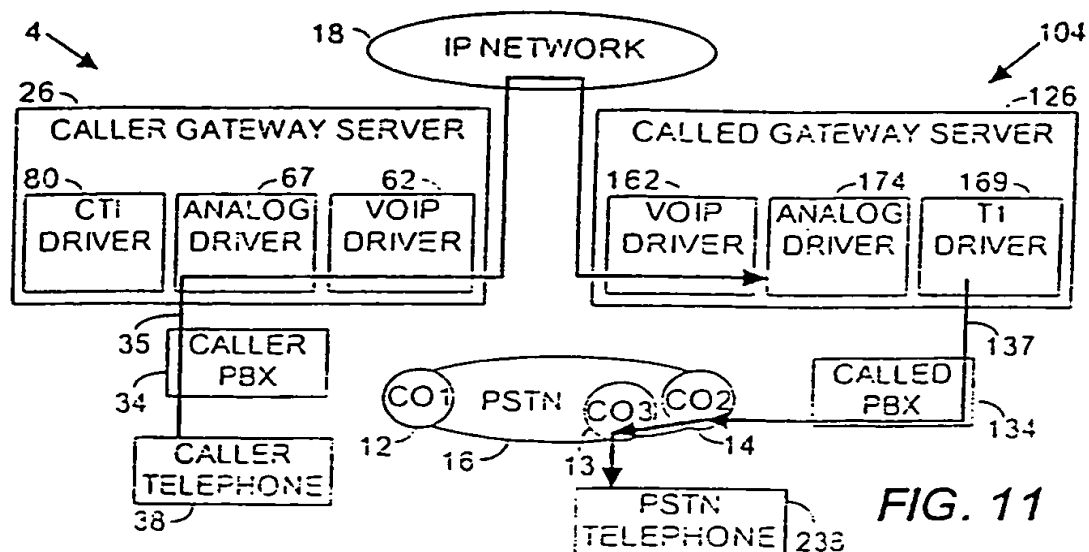 4
18
IP NETWORK
104
26
126
CALLER GATEWAY SERVER
CALLED GATEWAY SERVER
80
67
62
162
174
169
CTI DRIVER
ANALOG DRIVER
VOIP DRIVER
VOIP DRIVER
ANALOG DRIVER
T1 DRIVER
35
137
CALLER PBX
34
CO1
PSTN
CO3
CO2
CALLED PBX
134
12
16
13
14
CALLER TELEPHONE
38
PSTN TELEPHONE
238
FIG. 11